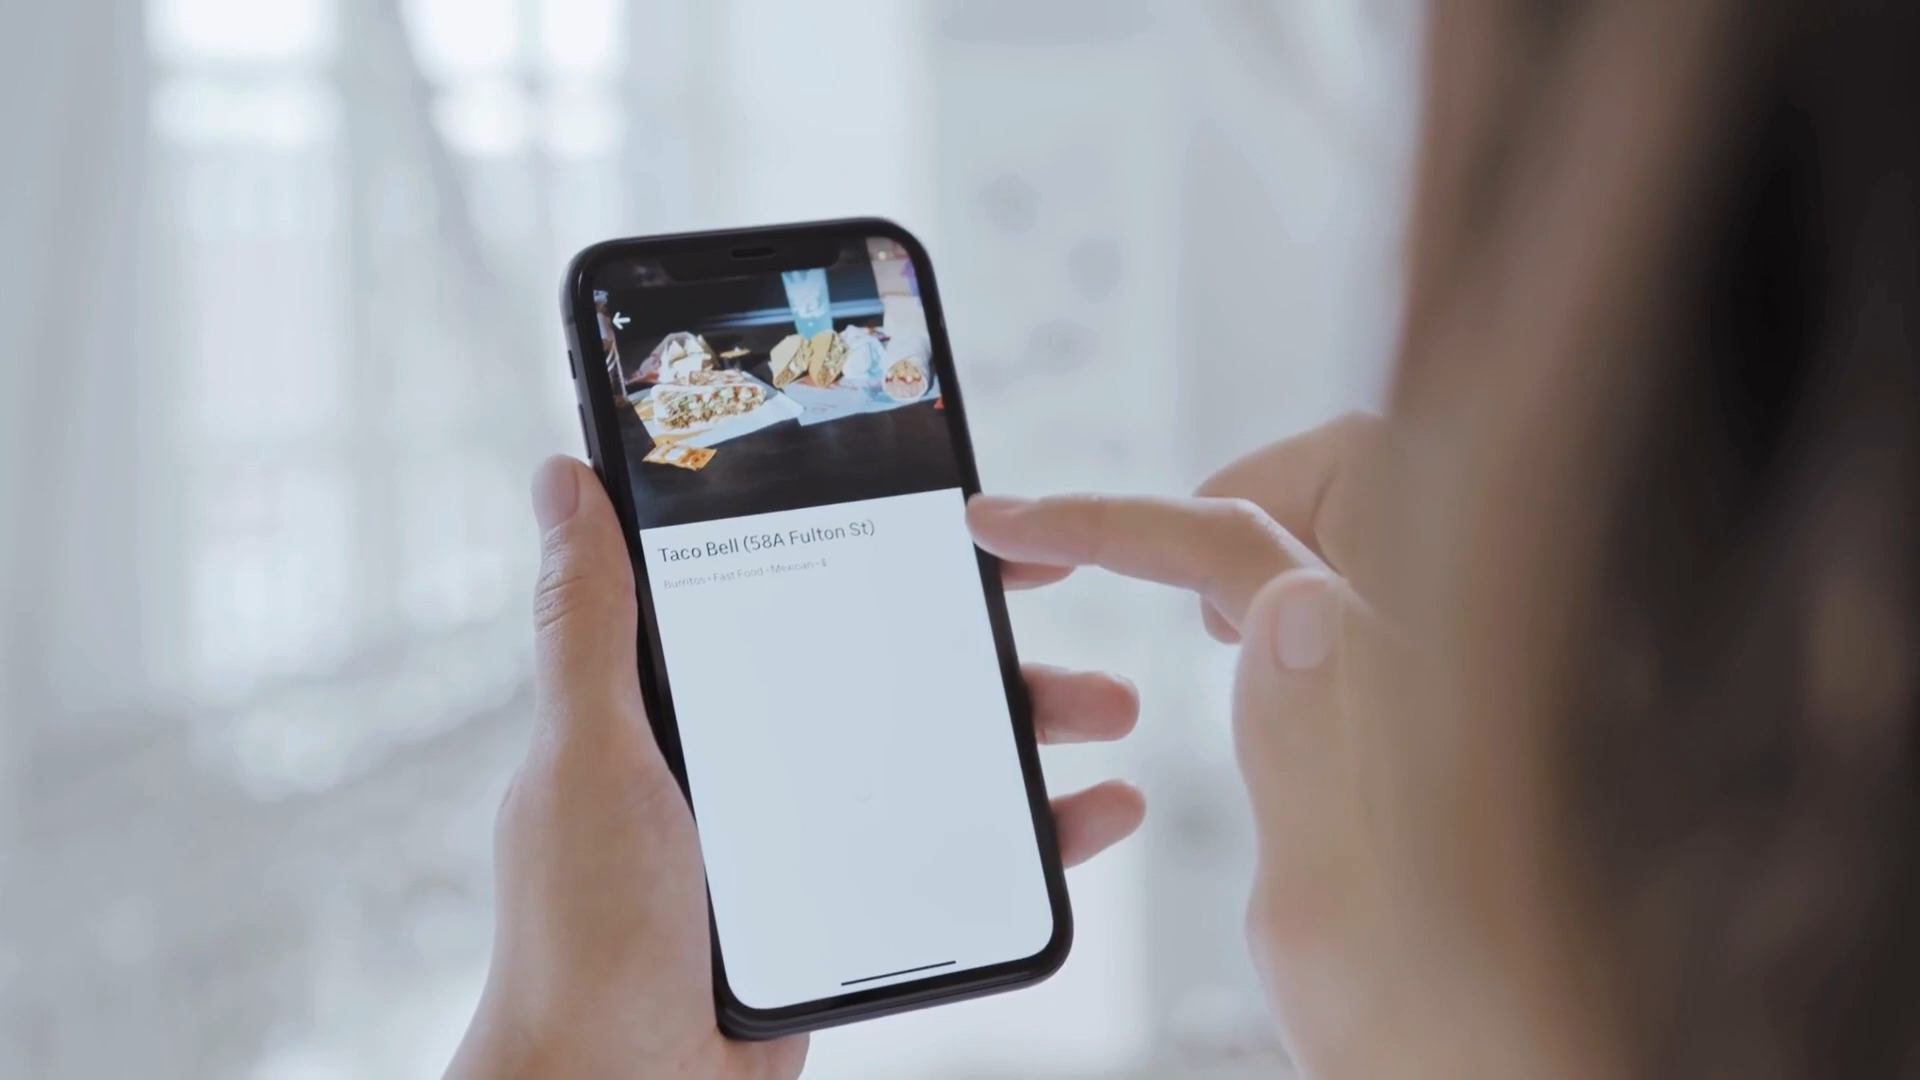 Taco Bell (58A Fulton St)
Burritos • Fast Food • Mexican • $